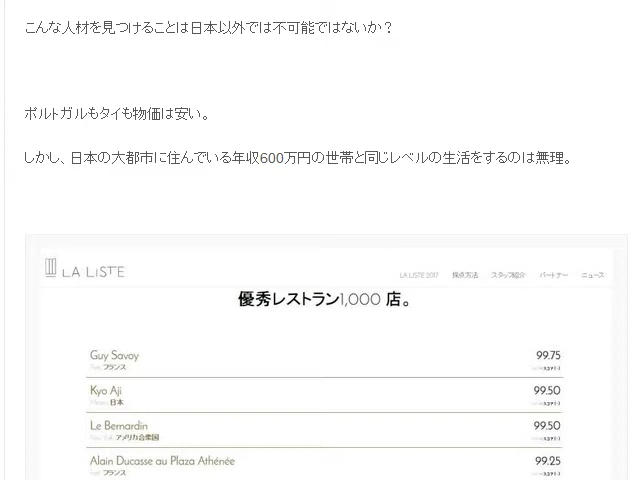 こんな人材を見つけることは日本以外では不可能ではないか？
ポルトガルもタイも物価は安い。
しかし、日本の大都市に住んでいる年収600万円の世帯と同じレベルの生活をするのは無理。
LA LiSTE
LA LISTE 2017 採点方法 スタッフ紹介 パートナー ニュース
優秀レストラン1,000 店。
Guy Savoy 99.75
フランス
Kyo Aji 99.50
日本
Le Bernardin 99.50
New York, アメリカ合衆国
Alain Ducasse au Plaza Athénée 99.25
フランス